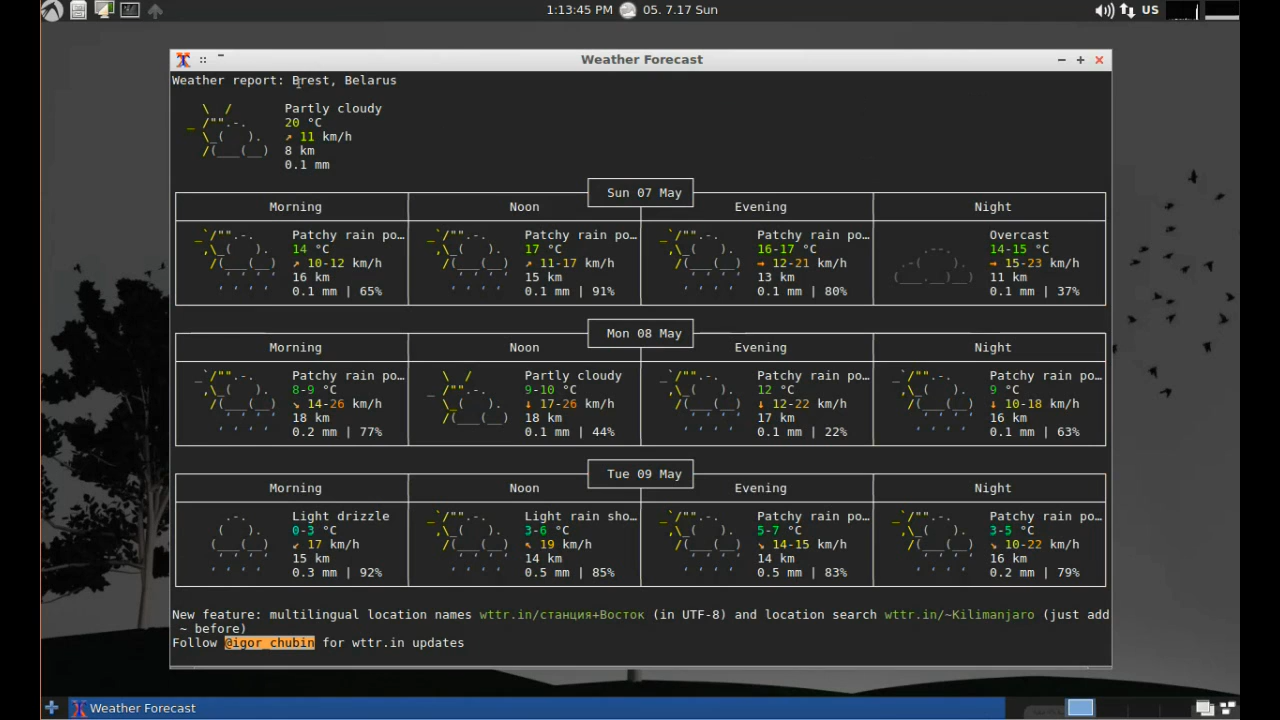 1:13:45 PM 05. 7.17 Sun US
Weather Forecast
Weather report: Brest, Belarus
Partly cloudy
20 °C
↗ 11 km/h
8 km
0.1 mm
Sun 07 May
Morning Noon Evening Night
Patchy rain po… Patchy rain po… Patchy rain po… Overcast
14 °C 17 °C 16-17 °C 14-15 °C
↗ 10-12 km/h ↗ 11-17 km/h → 12-21 km/h → 15-23 km/h
16 km 15 km 13 km 11 km
0.1 mm | 65% 0.1 mm | 91% 0.1 mm | 80% 0.1 mm | 37%
Mon 08 May
Morning Noon Evening Night
Patchy rain po… Partly cloudy Patchy rain po… Patchy rain po…
8-9 °C 9-10 °C 12 °C 9 °C
↘ 14-26 km/h ↓ 17-26 km/h ↓ 12-22 km/h ↓ 10-18 km/h
18 km 18 km 17 km 16 km
0.2 mm | 77% 0.1 mm | 44% 0.1 mm | 22% 0.1 mm | 63%
Tue 09 May
Morning Noon Evening Night
Light drizzle Light rain sho… Patchy rain po… Patchy rain po…
0-3 °C 3-6 °C 5-7 °C 3-5 °C
↙ 17 km/h ↖ 19 km/h ↘ 14-15 km/h ↘ 10-22 km/h
15 km 14 km 14 km 16 km
0.3 mm | 92% 0.5 mm | 85% 0.5 mm | 83% 0.2 mm | 79%
New feature: multilingual location names wttr.in/станция+Восток (in UTF-8) and location search wttr.in/~Kilimanjaro (just add
~ before)
Follow @igor_chubin for wttr.in updates
Weather Forecast